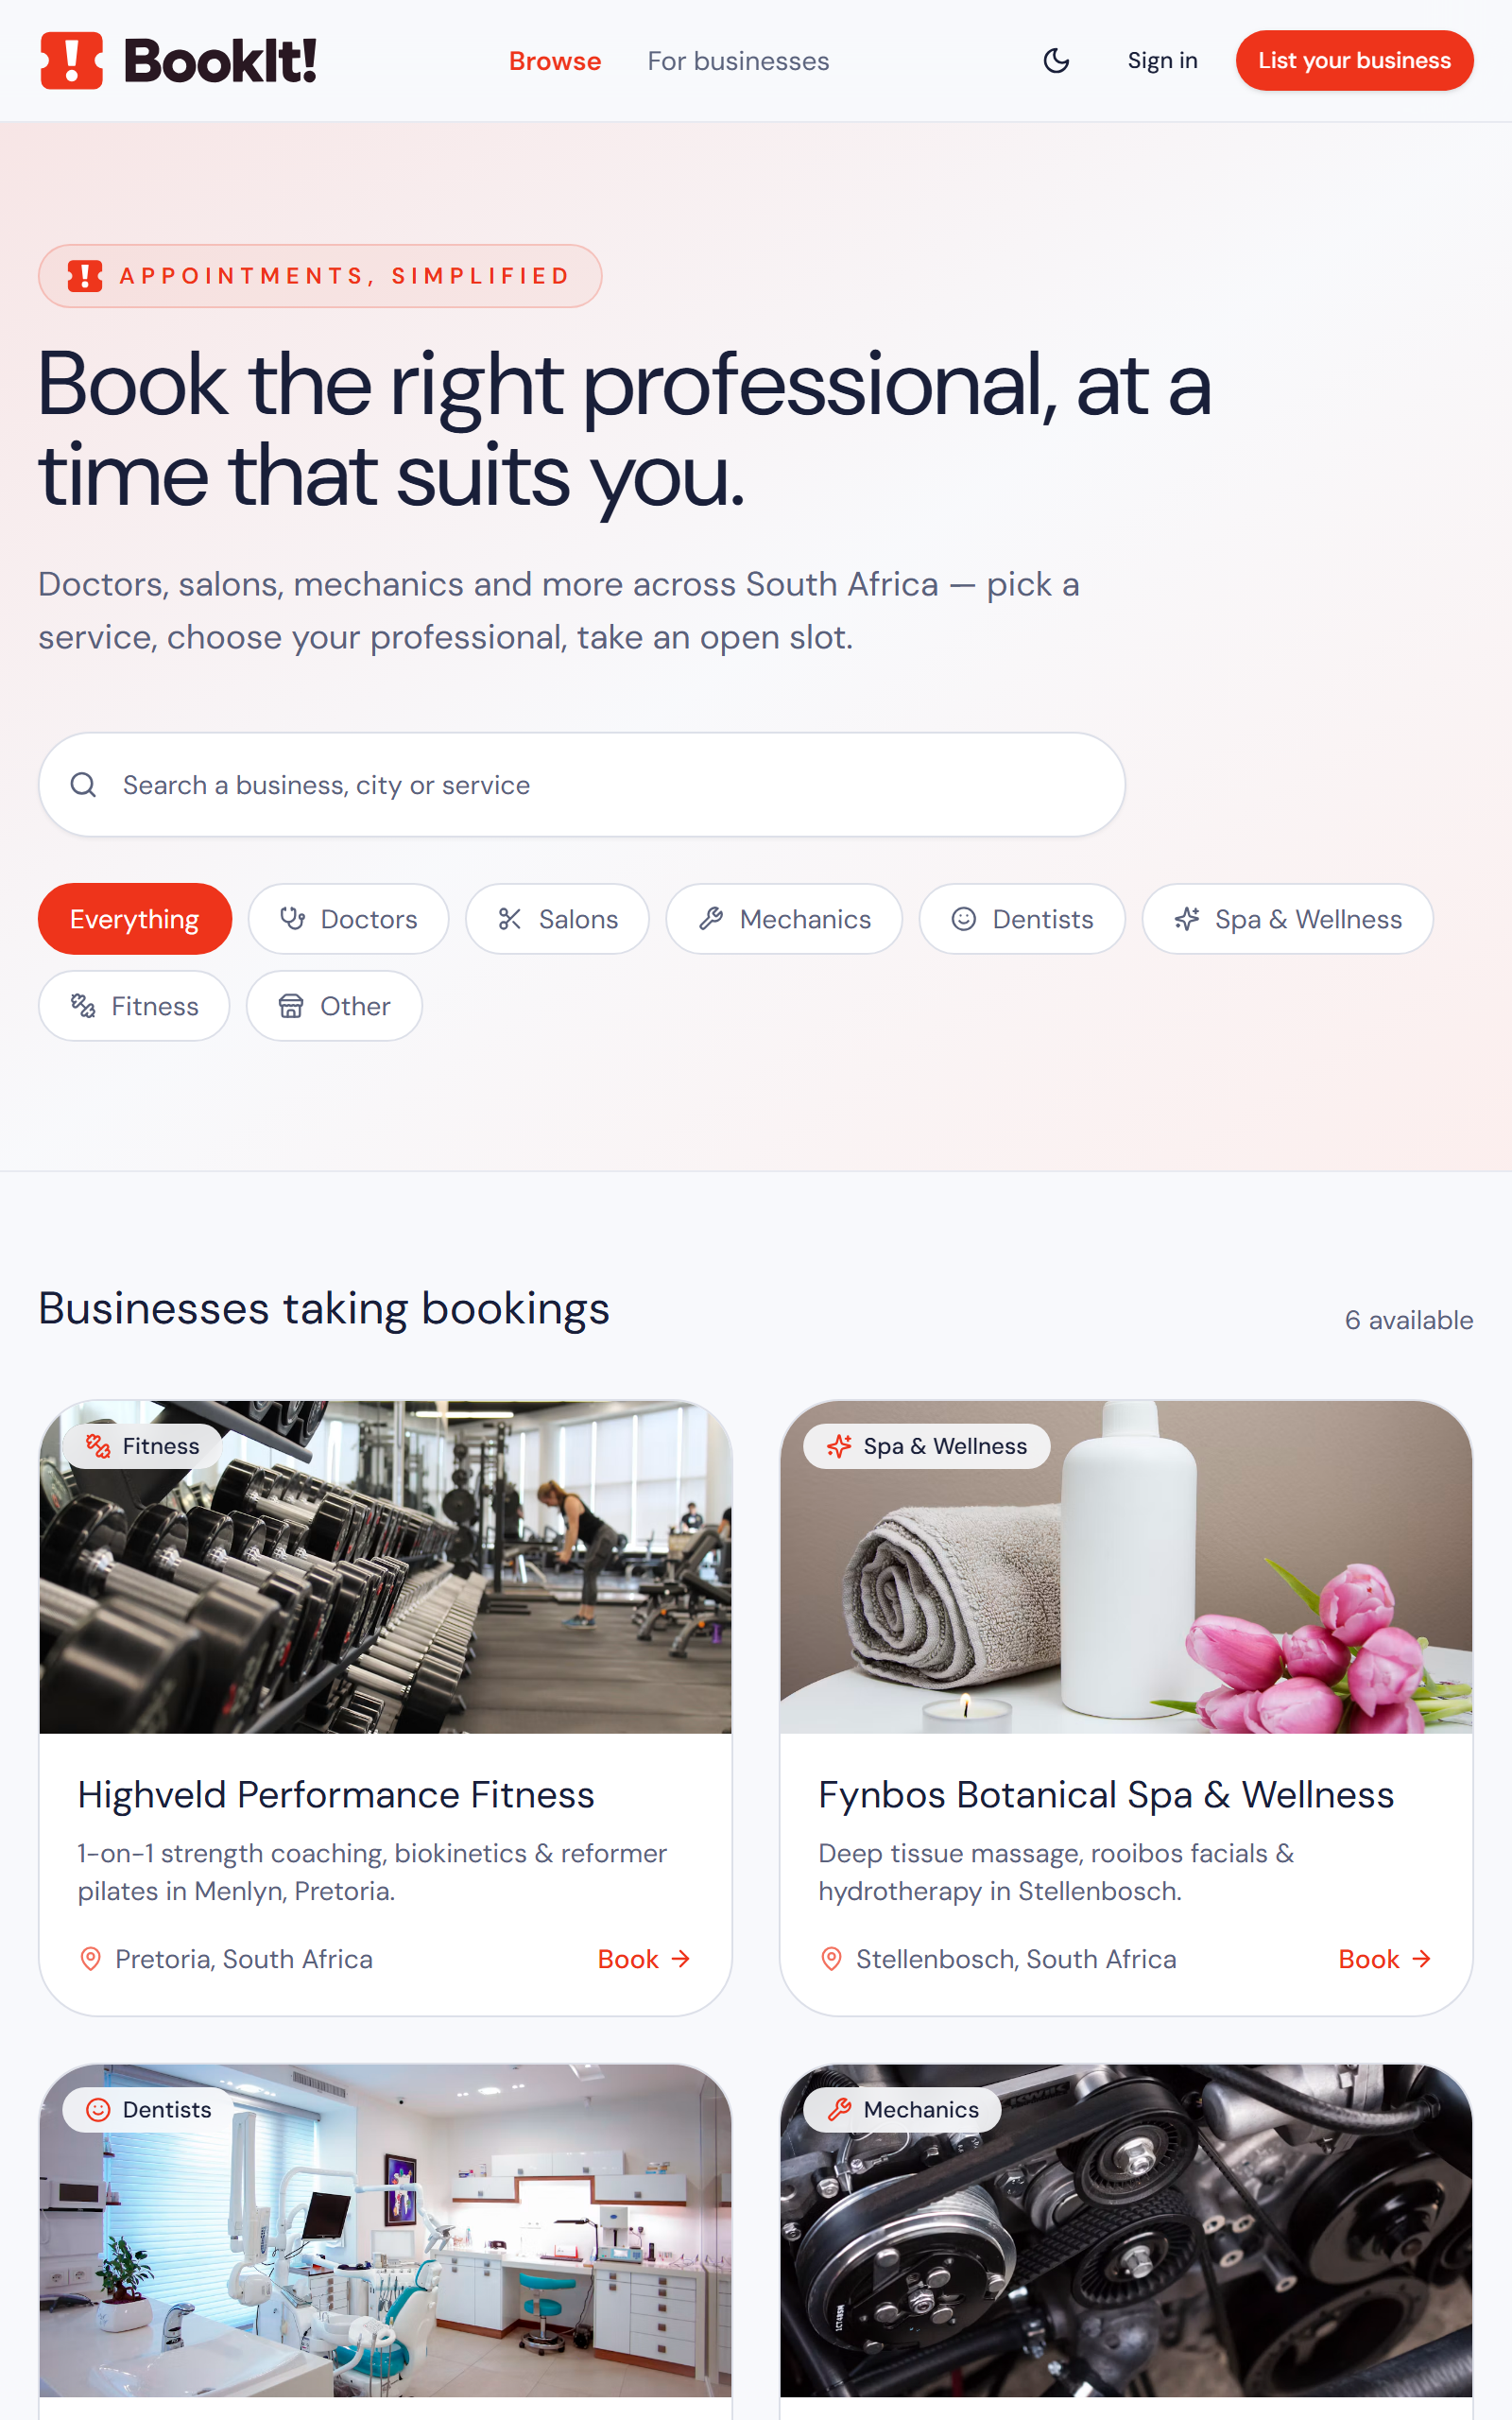 BookIt!
Browse
For businesses
Sign in
List your business
APPOINTMENTS, SIMPLIFIED
Book the right professional, at a
time that suits you.
Doctors, salons, mechanics and more across South Africa — pick a
service, choose your professional, take an open slot.
Search a business, city or service
Everything
Doctors
Salons
Mechanics
Dentists
Spa & Wellness
Fitness
Other
Businesses taking bookings
6 available
Fitness
Spa & Wellness
Highveld Performance Fitness
1-on-1 strength coaching, biokinetics & reformer
pilates in Menlyn, Pretoria.
Pretoria, South Africa
Book →
Fynbos Botanical Spa & Wellness
Deep tissue massage, rooibos facials &
hydrotherapy in Stellenbosch.
Stellenbosch, South Africa
Book →
Dentists
Mechanics